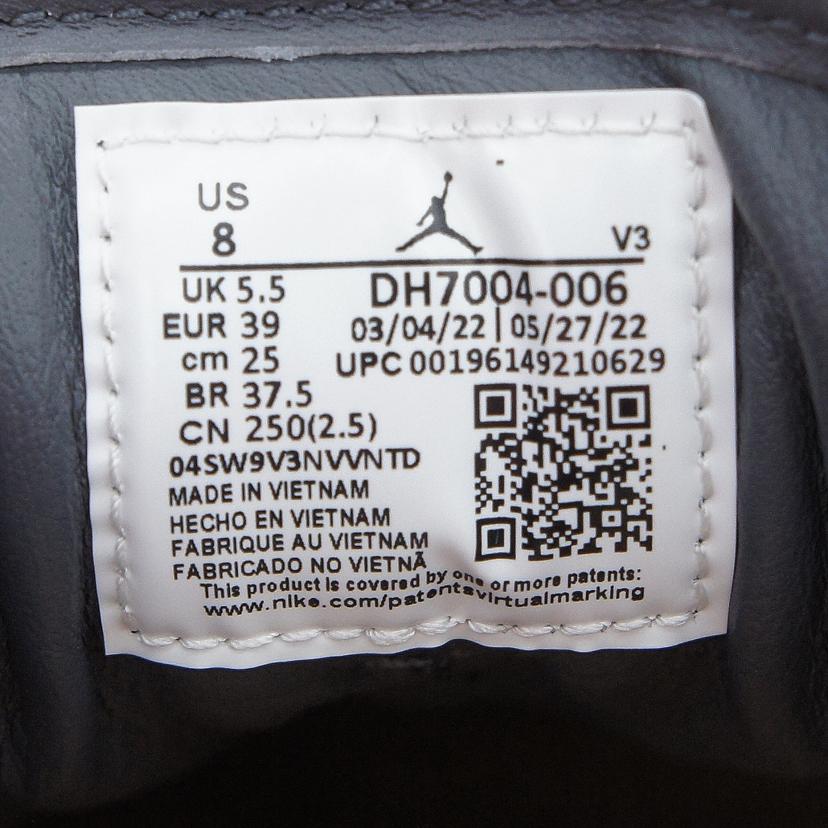 US
8
V3
UK 5.5
DH7004-006
EUR 39
03/04/22 | 05/27/22
cm 25
UPC 00196149210629
BR 37.5
CN 250(2.5)
04SW9V3NVVNTD
MADE IN VIETNAM
HECHO EN VIETNAM
FABRIQUE AU VIETNAM
FABRICADO NO VIETNÃ
This product is covered by one or more patents:
www.nike.com/patentsvirtualmarking